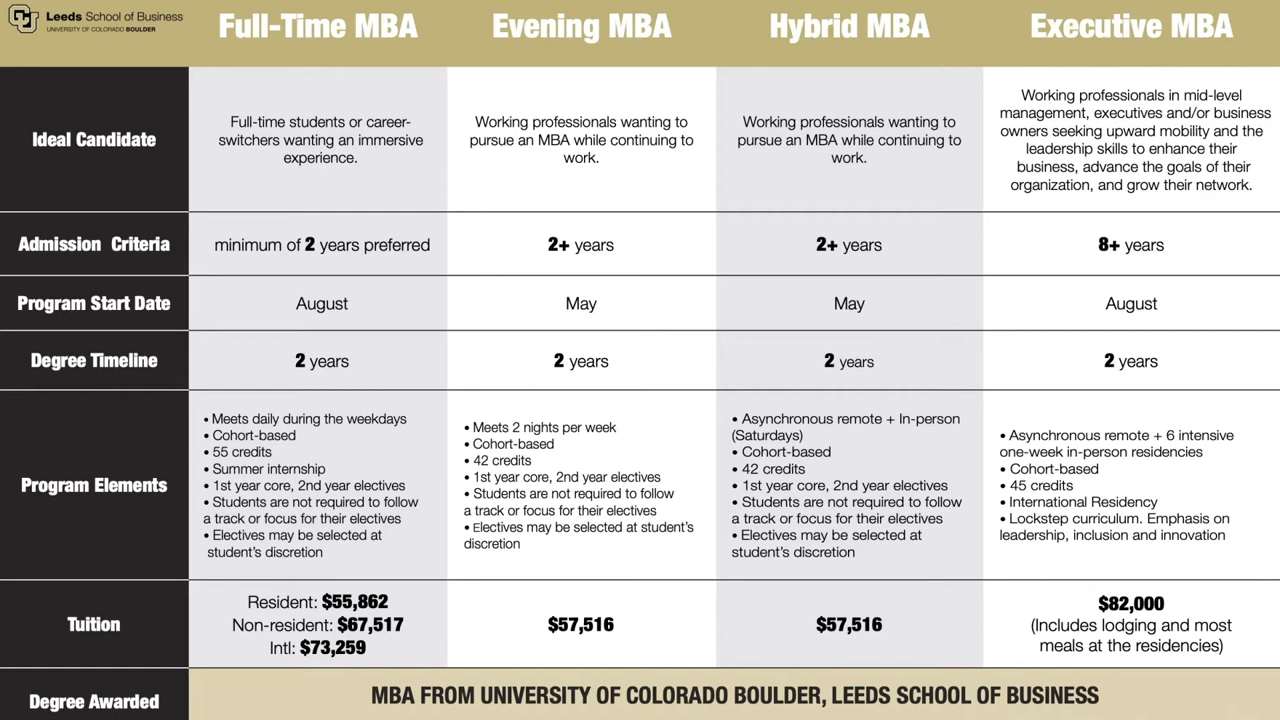 Leeds School of Business
UNIVERSITY OF COLORADO BOULDER
Full-Time MBA
Evening MBA
Hybrid MBA
Executive MBA
Ideal Candidate
Full-time students or career-
switchers wanting an immersive
experience.
Working professionals wanting to
pursue an MBA while continuing to
work.
Working professionals wanting to
pursue an MBA while continuing to
work.
Working professionals in mid-level
management, executives and/or business
owners seeking upward mobility and the
leadership skills to enhance their
business, advance the goals of their
organization, and grow their network.
Admission Criteria
minimum of 2 years preferred
2+ years
2+ years
8+ years
Program Start Date
August
May
May
August
Degree Timeline
2 years
2 years
2 years
2 years
Program Elements
• Meets daily during the weekdays
• Cohort-based
• 55 credits
• Summer internship
• 1st year core, 2nd year electives
• Students are not required to follow
a track or focus for their electives
• Electives may be selected at
student's discretion
• Meets 2 nights per week
• Cohort-based
• 42 credits
• 1st year core, 2nd year electives
• Students are not required to follow
a track or focus for their electives
• Electives may be selected at student's
discretion
• Asynchronous remote + In-person
(Saturdays)
• Cohort-based
• 42 credits
• 1st year core, 2nd year electives
• Students are not required to follow
a track or focus for their electives
• Electives may be selected at
student's discretion
• Asynchronous remote + 6 intensive
one-week in-person residencies
• Cohort-based
• 45 credits
• International Residency
• Lockstep curriculum. Emphasis on
leadership, inclusion and innovation
Tuition
Resident: $55,862
Non-resident: $67,517
Intl: $73,259
$57,516
$57,516
$82,000
(Includes lodging and most
meals at the residencies)
Degree Awarded
MBA FROM UNIVERSITY OF COLORADO BOULDER, LEEDS SCHOOL OF BUSINESS